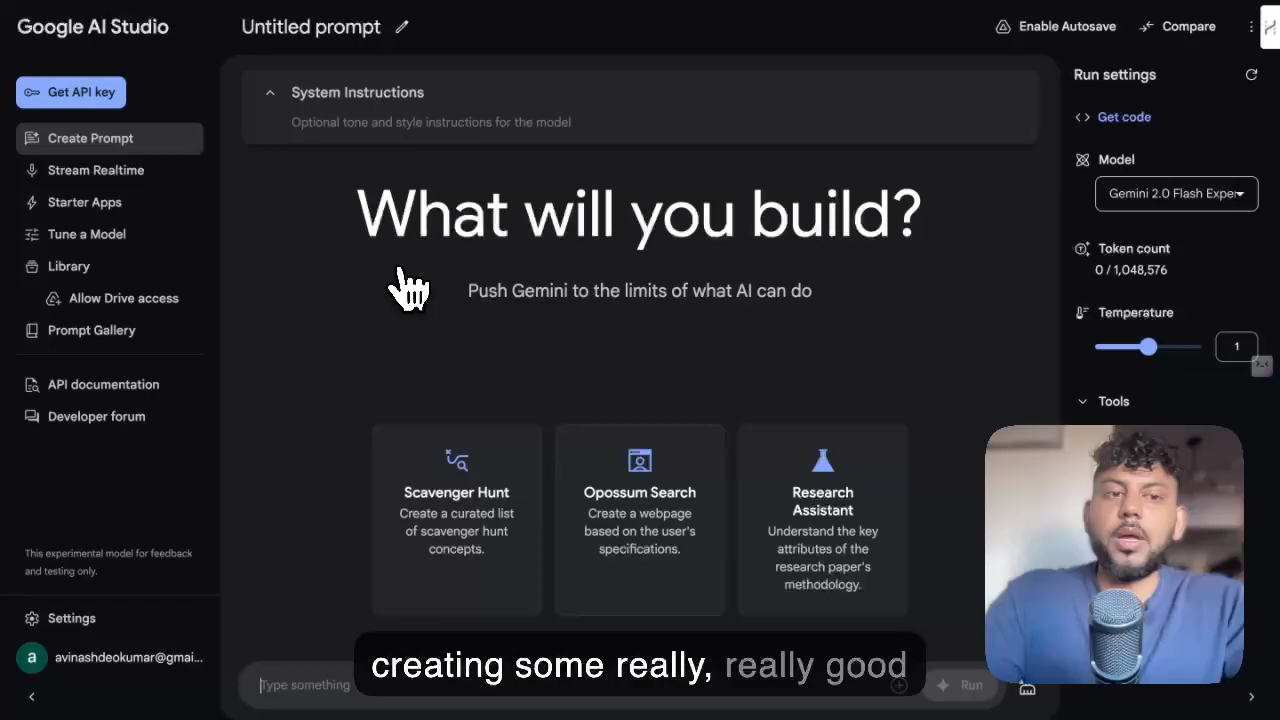 Google AI Studio
Untitled prompt
Enable Autosave
Compare
Get API key
Create Prompt
Stream Realtime
Starter Apps
Tune a Model
Library
Allow Drive access
Prompt Gallery
API documentation
Developer forum
This experimental model for feedback
and testing only.
Settings
a
avinashdeokumar@gmai...
System Instructions
Optional tone and style instructions for the model
What will you build?
Push Gemini to the limits of what AI can do
Scavenger Hunt
Create a curated list
of scavenger hunt
concepts.
Opossum Search
Create a webpage
based on the user's
specifications.
Research
Assistant
Understand the key
attributes of the
research paper's
methodology.
Type something
Run
creating some really, really good
Run settings
Get code
Model
Gemini 2.0 Flash Exper
Token count
0 / 1,048,576
Temperature
1
Tools